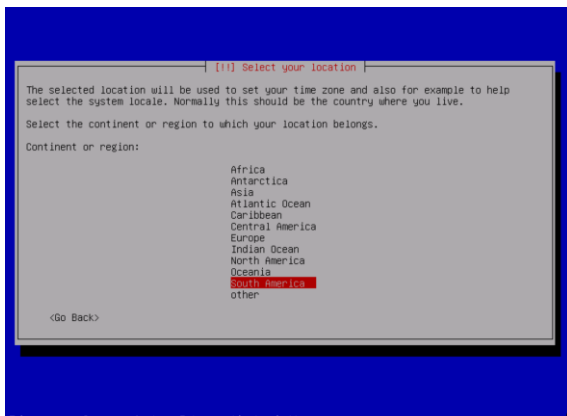 [!!] Select your location
The selected location will be used to set your time zone and also for example to help
select the system locale. Normally this should be the country where you live.
Select the continent or region to which your location belongs.
Continent or region:
Africa
Antarctica
Asia
Atlantic Ocean
Caribbean
Central America
Europe
Indian Ocean
North America
Oceania
South America
other
<Go Back>